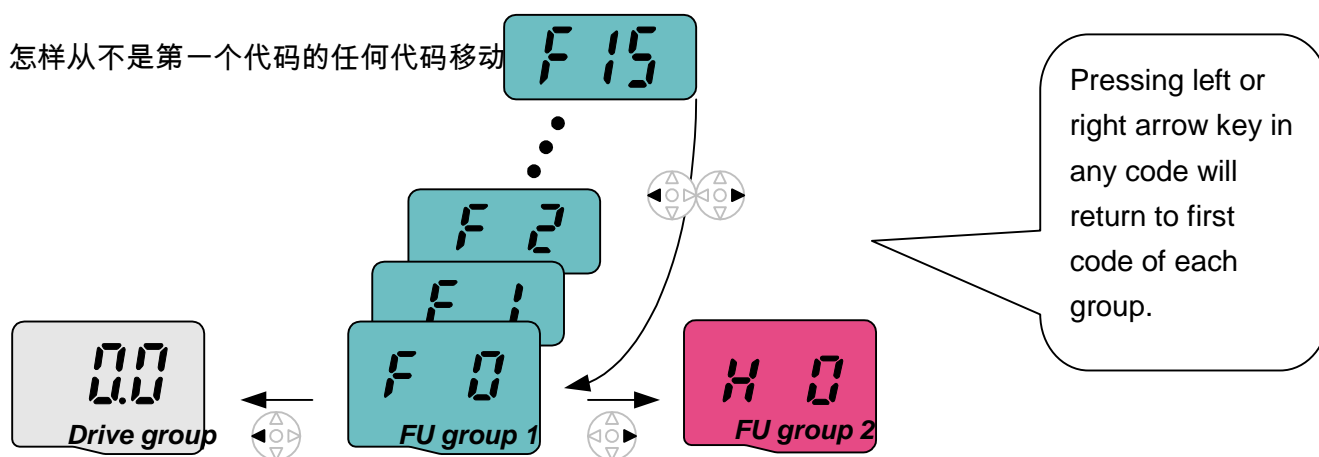 怎样从不是第一个代码的任何代码移动
F 15
Pressing left or
right arrow key in
any code will
return to first
code of each
group.
F 2
F 1
0.0
Drive group
F 0
FU group 1
H 0
FU group 2